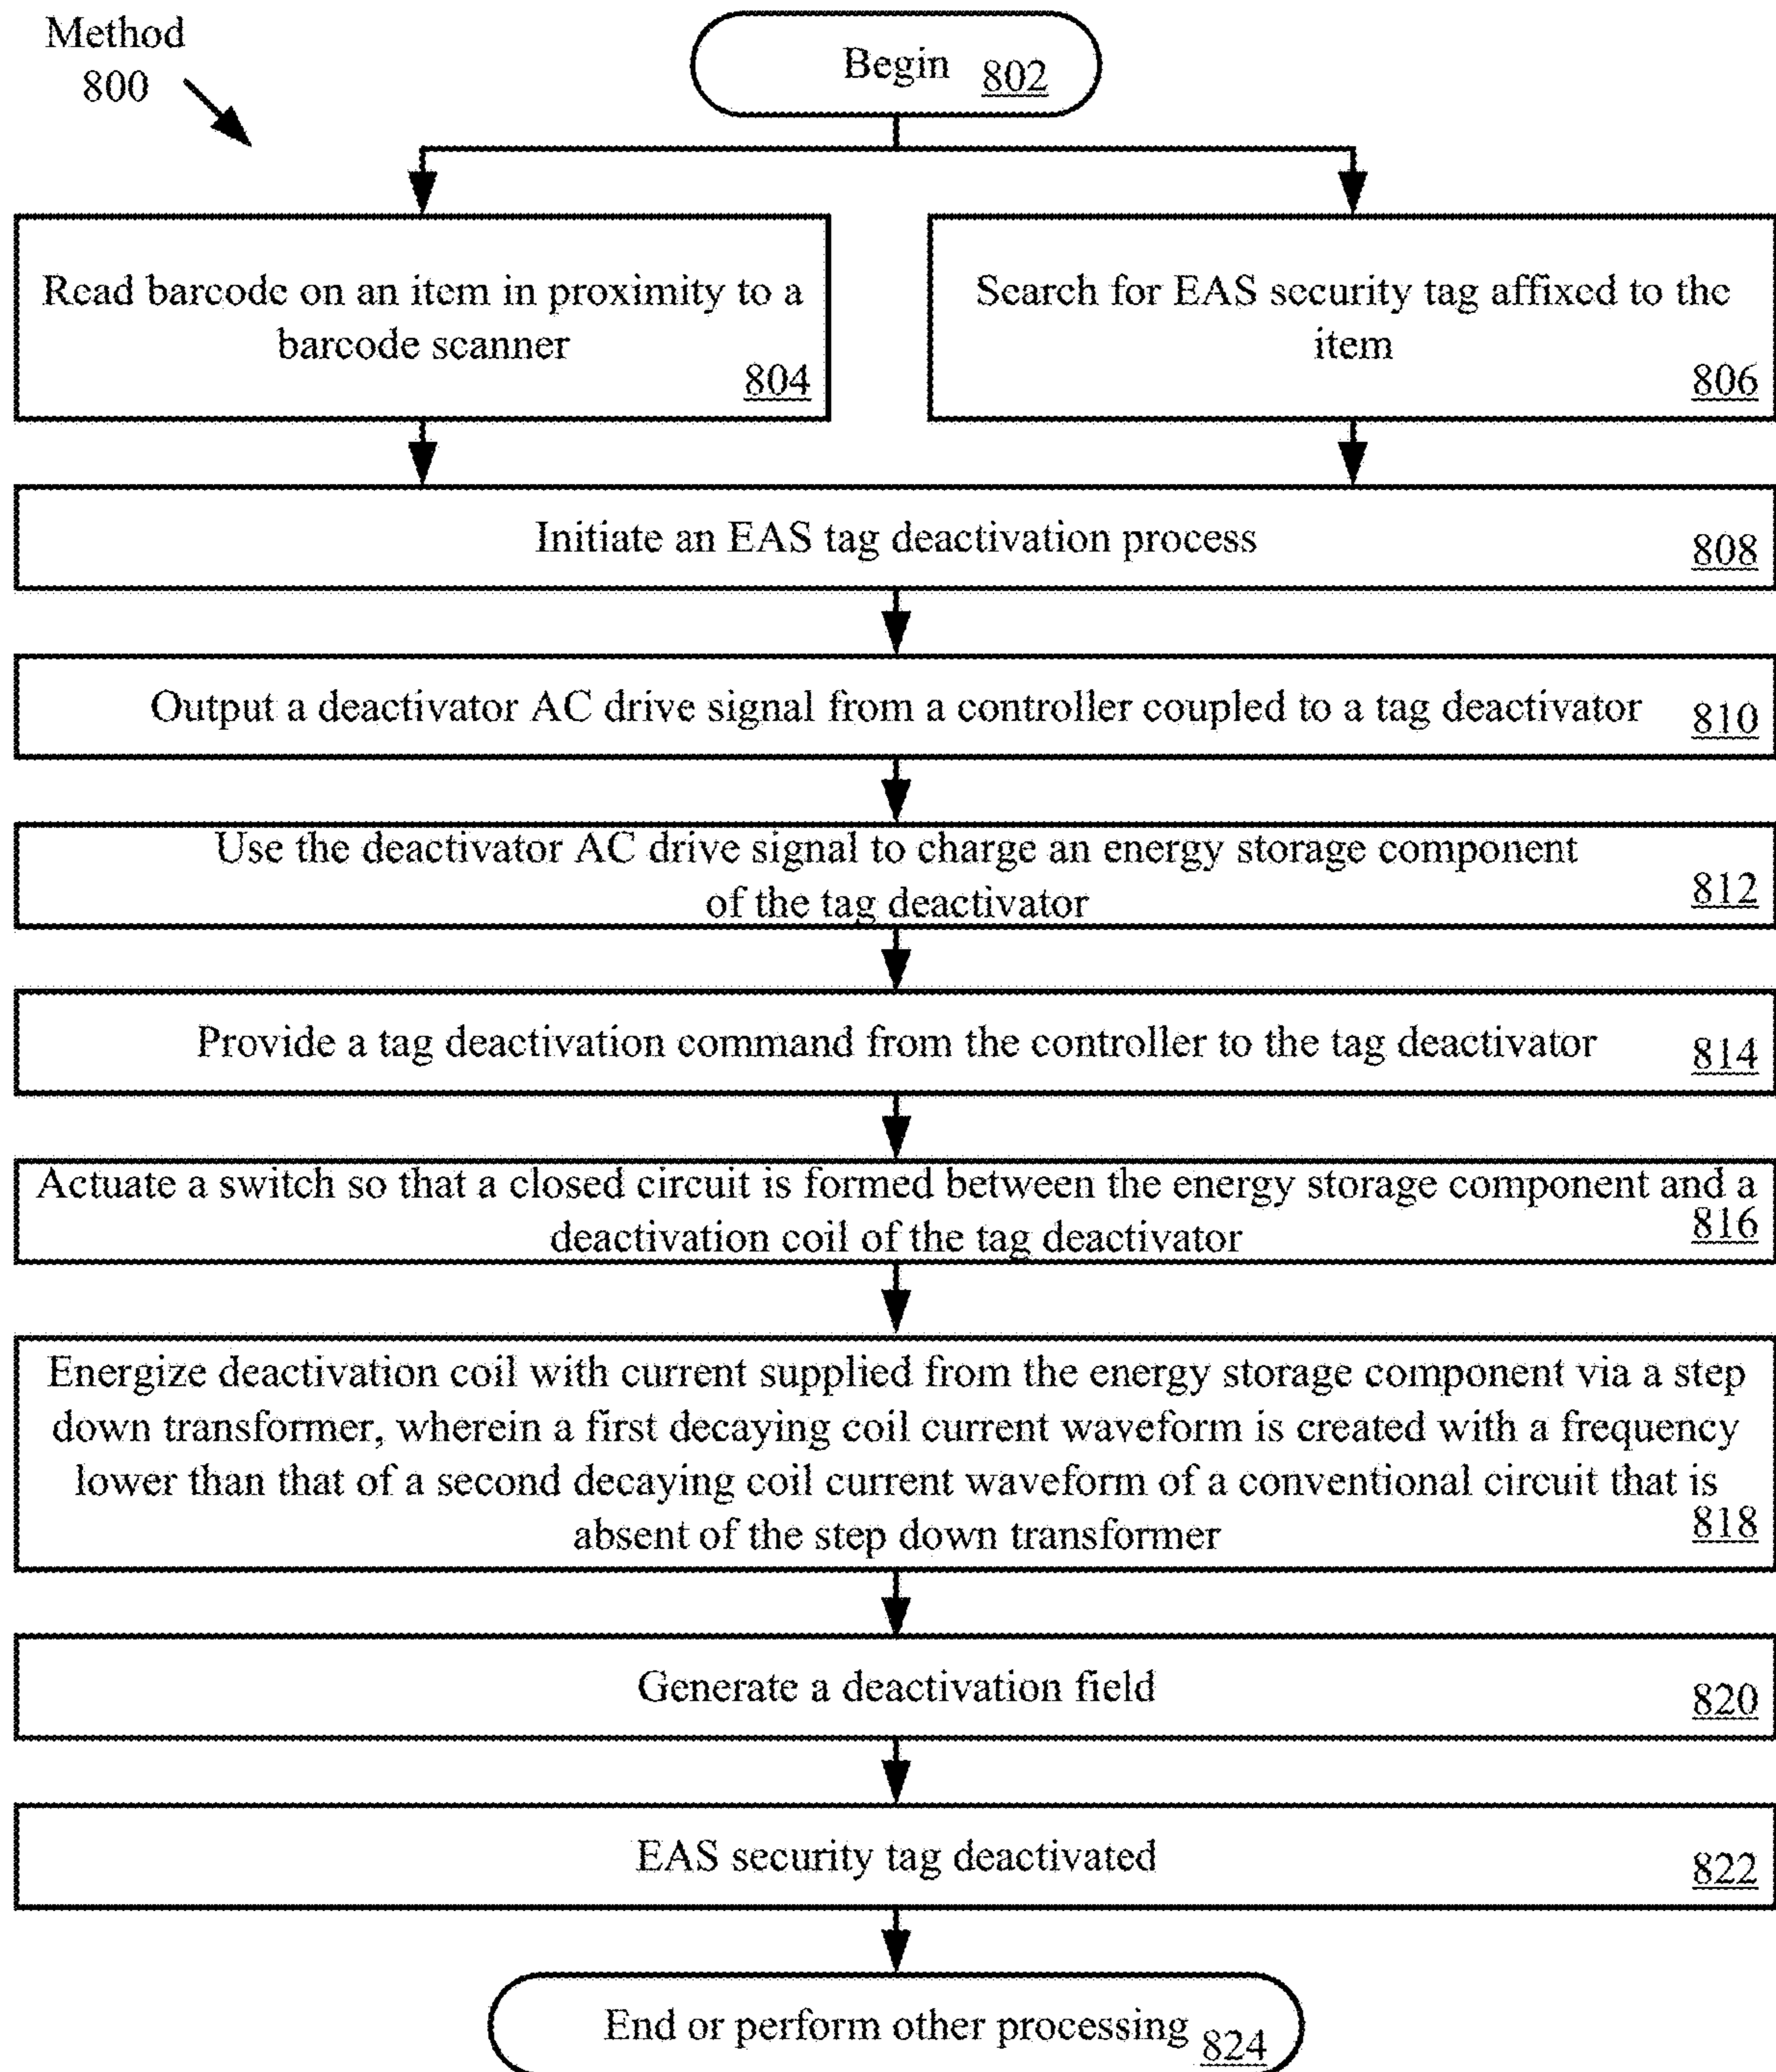 Method
800
Begin 802
Read barcode on an item in proximity to a
barcode scanner
804
Search for EAS security tag affixed to the
item
806
Initiate an EAS tag deactivation process
808
Output a deactivator AC drive signal from a controller coupled to a tag deactivator
810
Use the deactivator AC drive signal to charge an energy storage component
of the tag deactivator
812
Provide a tag deactivation command from the controller to the tag deactivator
814
Actuate a switch so that a closed circuit is formed between the energy storage component and a
deactivation coil of the tag deactivator
816
Energize deactivation coil with current supplied from the energy storage component via a step
down transformer, wherein a first decaying coil current waveform is created with a frequency
lower than that of a second decaying coil current waveform of a conventional circuit that is
absent of the step down transformer
818
Generate a deactivation field
820
EAS security tag deactivated
822
End or perform other processing 824